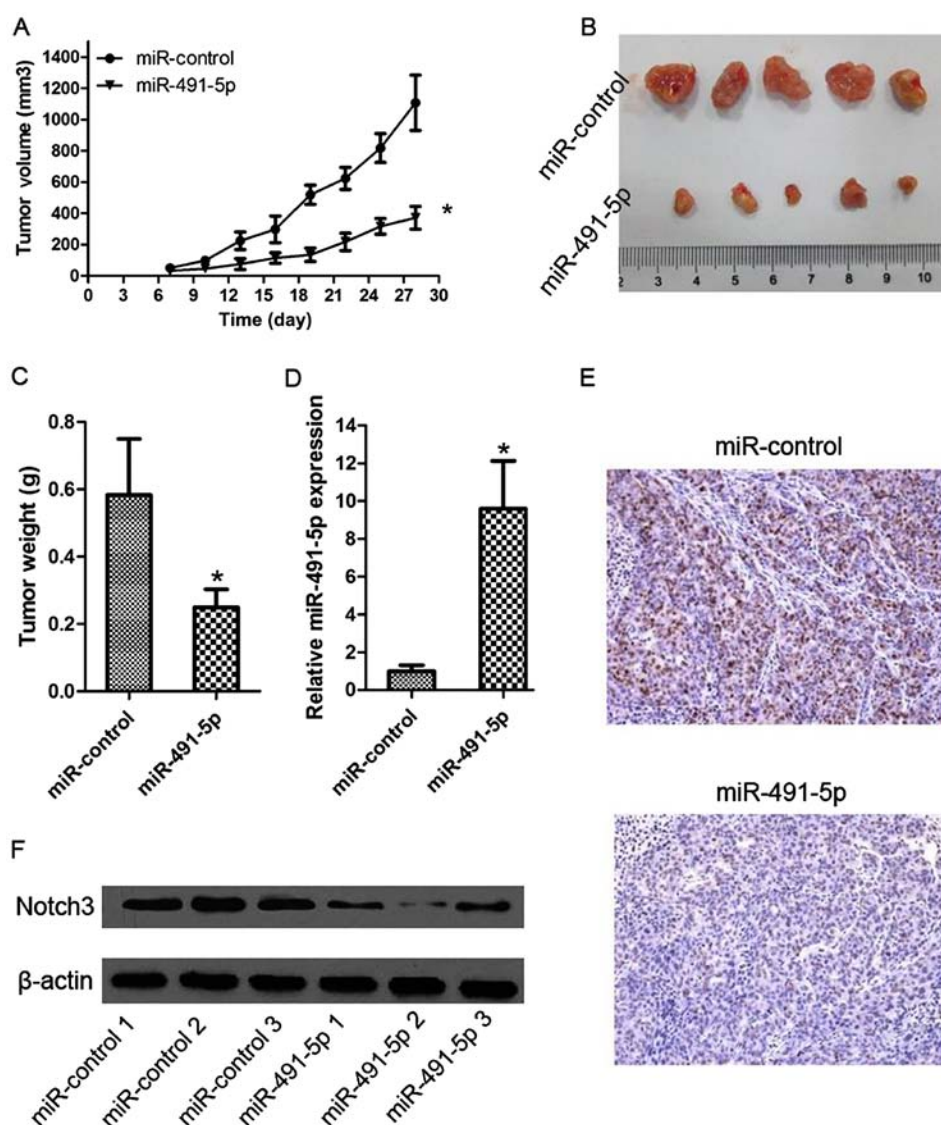 A
miR-control
miR-491-5p
Tumor volume (mm3)
1400
1200
1000
800
600
400
200
0
*
0 3 6 9 12 15 18 21 24 27 30
Time (day)
B
miR-control
miR-491-5p
2 3 4 5 6 7 8 9 10
C
Tumor weight (g)
0.8
0.6
0.4
0.2
0.0
*
miR-control
miR-491-5p
D
Relative miR-491-5p expression
14
12
10
8
6
4
2
0
*
miR-control
miR-491-5p
E
miR-control
miR-491-5p
F
Notch3
β-actin
miR-control 1
miR-control 2
miR-control 3
miR-491-5p 1
miR-491-5p 2
miR-491-5p 3